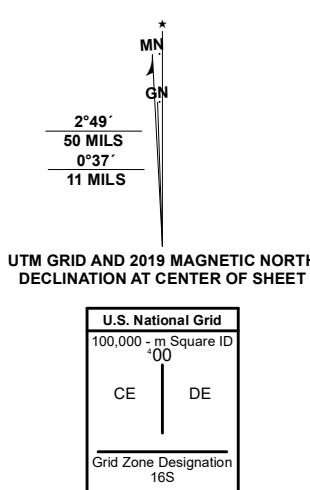 ★
MN
GN
2°49´
50 MILS
0°37´
11 MILS
UTM GRID AND 2019 MAGNETIC NORTH
DECLINATION AT CENTER OF SHEET
U.S. National Grid
100,000 - m Square ID
⁴00
CE DE
Grid Zone Designation
16S